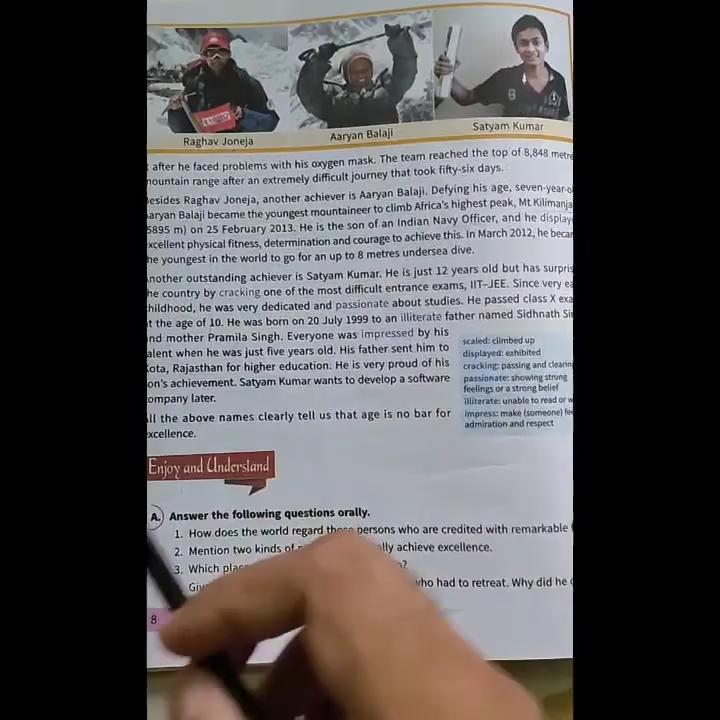 Raghav Joneja
Aaryan Balaji
Satyam Kumar
after he faced problems with his oxygen mask. The team reached the top of 8,848 metre
mountain range after an extremely difficult journey that took fifty-six days.
Besides Raghav Joneja, another achiever is Aaryan Balaji. Defying his age, seven-year-o
Aaryan Balaji became the youngest mountaineer to climb Africa's highest peak, Mt Kilimanja
5895 m) on 25 February 2013. He is the son of an Indian Navy Officer, and he display
excellent physical fitness, determination and courage to achieve this. In March 2012, he becam
he youngest in the world to go for an up to 8 metres undersea dive.
Another outstanding achiever is Satyam Kumar. He is just 12 years old but has surpris
he country by cracking one of the most difficult entrance exams, IIT–JEE. Since very ea
childhood, he was very dedicated and passionate about studies. He passed class X exa
t the age of 10. He was born on 20 July 1999 to an illiterate father named Sidhnath Si
nd mother Pramila Singh. Everyone was impressed by his
alent when he was just five years old. His father sent him to
Kota, Rajasthan for higher education. He is very proud of his
on's achievement. Satyam Kumar wants to develop a software
company later.
All the above names clearly tell us that age is no bar for
excellence.
scaled: climbed up
displayed: exhibited
cracking: passing and clearin
passionate: showing strong
feelings or a strong belief
illiterate: unable to read or w
impress: make (someone) fee
admiration and respect
Enjoy and Understand
A. Answer the following questions orally.
1. How does the world regard these persons who are credited with remarkable
2. Mention two kinds of ally achieve excellence.
3. Which plac
Giv who had to retreat. Why did he
8